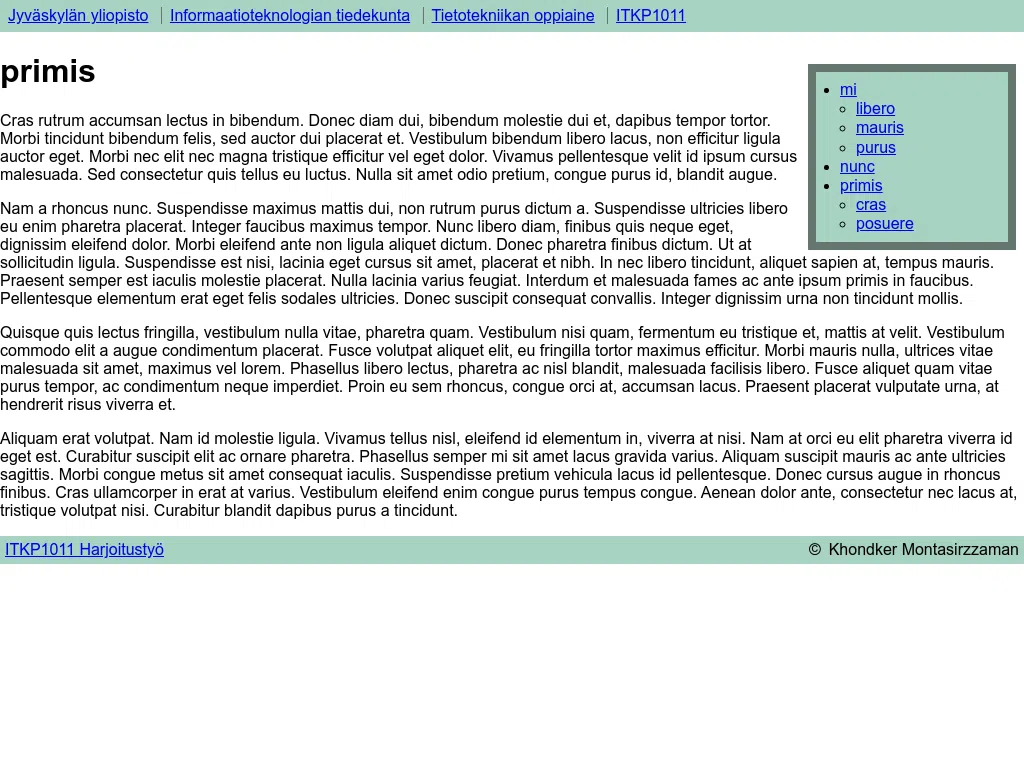 Jyväskylän yliopisto Informaatioteknologian tiedekunta Tietotekniikan oppiaine ITKP1011
primis
mi
libero
mauris
purus
nunc
primis
cras
posuere
Cras rutrum accumsan lectus in bibendum. Donec diam dui, bibendum molestie dui et, dapibus tempor tortor.
Morbi tincidunt bibendum felis, sed auctor dui placerat et. Vestibulum bibendum libero lacus, non efficitur ligula
auctor eget. Morbi nec elit nec magna tristique efficitur vel eget dolor. Vivamus pellentesque velit id ipsum cursus
malesuada. Sed consectetur quis tellus eu luctus. Nulla sit amet odio pretium, congue purus id, blandit augue.
Nam a rhoncus nunc. Suspendisse maximus mattis dui, non rutrum purus dictum a. Suspendisse ultricies libero
eu enim pharetra placerat. Integer faucibus maximus tempor. Nunc libero diam, finibus quis neque eget,
dignissim eleifend dolor. Morbi eleifend ante non ligula aliquet dictum. Donec pharetra finibus dictum. Ut at
sollicitudin ligula. Suspendisse est nisi, lacinia eget cursus sit amet, placerat et nibh. In nec libero tincidunt, aliquet sapien at, tempus mauris.
Praesent semper est iaculis molestie placerat. Nulla lacinia varius feugiat. Interdum et malesuada fames ac ante ipsum primis in faucibus.
Pellentesque elementum erat eget felis sodales ultricies. Donec suscipit consequat convallis. Integer dignissim urna non tincidunt mollis.
Quisque quis lectus fringilla, vestibulum nulla vitae, pharetra quam. Vestibulum nisi quam, fermentum eu tristique et, mattis at velit. Vestibulum
commodo elit a augue condimentum placerat. Fusce volutpat aliquet elit, eu fringilla tortor maximus efficitur. Morbi mauris nulla, ultrices vitae
malesuada sit amet, maximus vel lorem. Phasellus libero lectus, pharetra ac nisl blandit, malesuada facilisis libero. Fusce aliquet quam vitae
purus tempor, ac condimentum neque imperdiet. Proin eu sem rhoncus, congue orci at, accumsan lacus. Praesent placerat vulputate urna, at
hendrerit risus viverra et.
Aliquam erat volutpat. Nam id molestie ligula. Vivamus tellus nisl, eleifend id elementum in, viverra at nisi. Nam at orci eu elit pharetra viverra id
eget est. Curabitur suscipit elit ac ornare pharetra. Phasellus semper mi sit amet lacus gravida varius. Aliquam suscipit mauris ac ante ultricies
sagittis. Morbi congue metus sit amet consequat iaculis. Suspendisse pretium vehicula lacus id pellentesque. Donec cursus augue in rhoncus
finibus. Cras ullamcorper in erat at varius. Vestibulum eleifend enim congue purus tempus congue. Aenean dolor ante, consectetur nec lacus at,
tristique volutpat nisi. Curabitur blandit dapibus purus a tincidunt.
ITKP1011 Harjoitustyö © Khondker Montasirzzaman